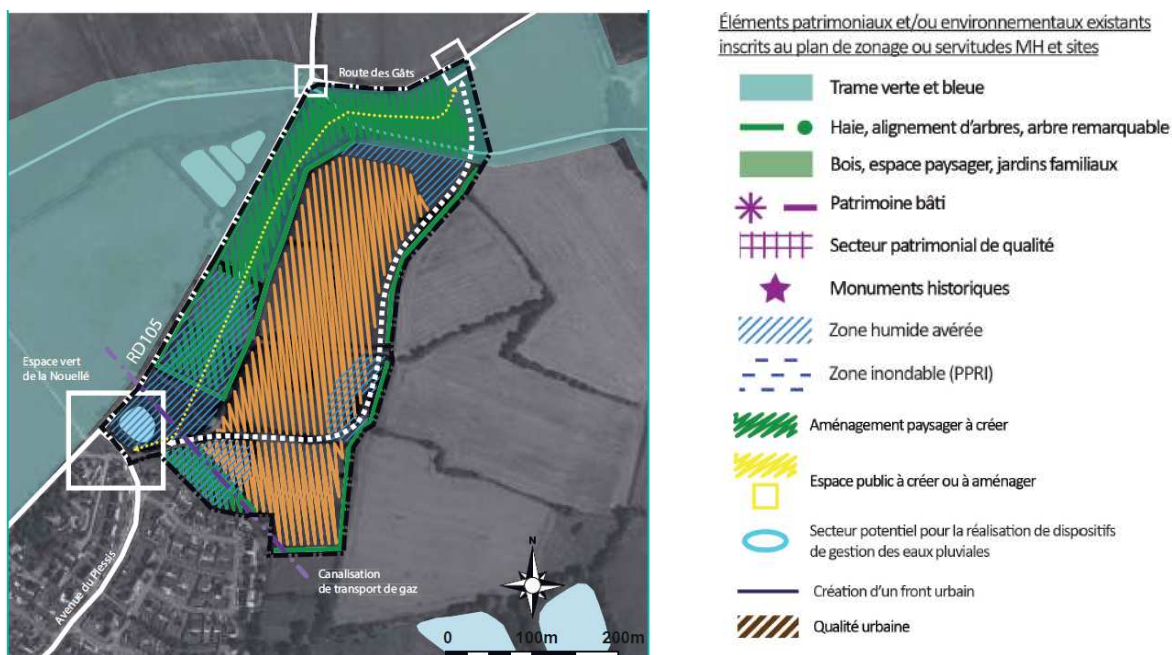 Route des Gâts
RD105
Espace vert
de la Nouellé
Avenue du Plessis
Canalisation
de transport de gaz
N
0 100m 200m
Éléments patrimoniaux et/ou environnementaux existants
inscrits au plan de zonage ou servitudes MH et sites
Trame verte et bleue
Haie, alignement d'arbres, arbre remarquable
Bois, espace paysager, jardins familiaux
Patrimoine bâti
Secteur patrimonial de qualité
Monuments historiques
Zone humide avérée
Zone inondable (PPRI)
Aménagement paysager à créer
Espace public à créer ou à aménager
Secteur potentiel pour la réalisation de dispositifs
de gestion des eaux pluviales
Création d'un front urbain
Qualité urbaine